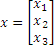 x = [x₁
x₂
x₃]